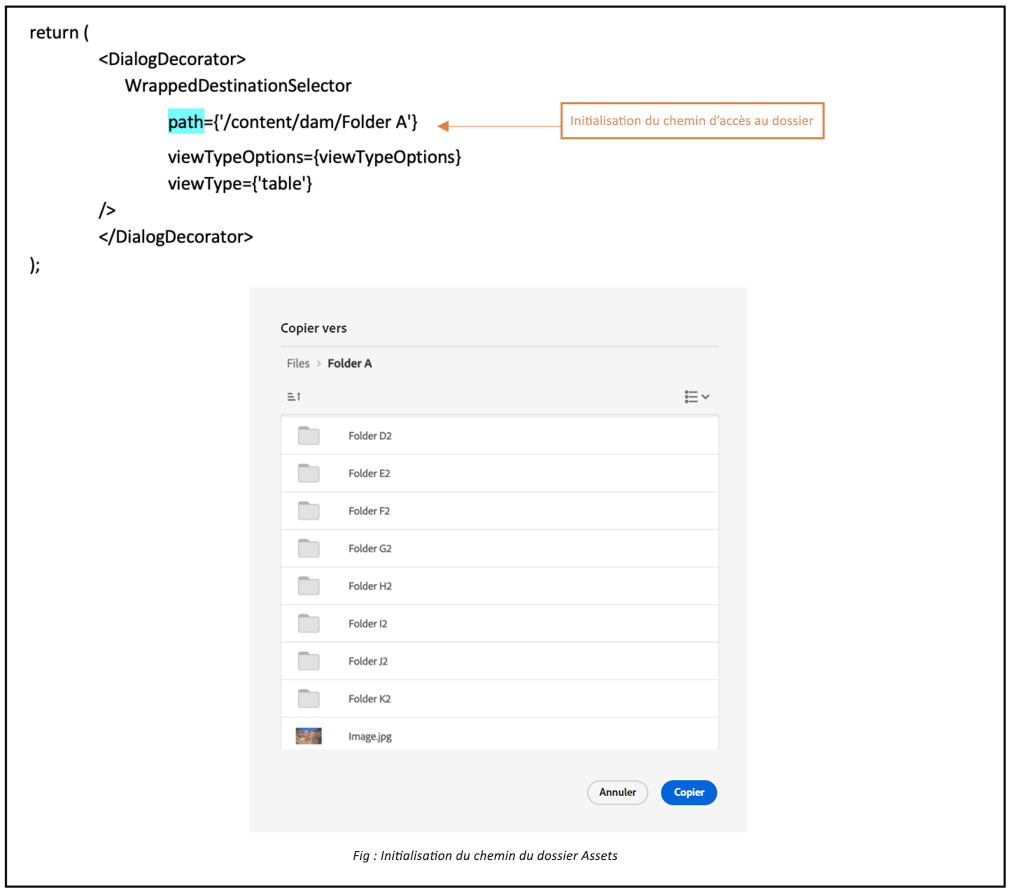 return (
<DialogDecorator>
WrappedDestinationSelector
path={'/content/dam/Folder A'}
Initialisation du chemin d'accès au dossier
viewTypeOptions={viewTypeOptions}
viewType={'table'}
/>
</DialogDecorator>
);
Copier vers
Files > Folder A
Folder D2
Folder E2
Folder F2
Folder G2
Folder H2
Folder I2
Folder J2
Folder K2
Image.jpg
Annuler Copier
Fig : Initialisation du chemin du dossier Assets